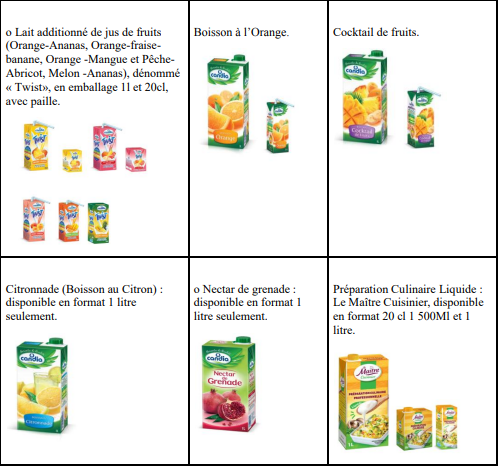 o Lait additionné de jus de fruits
(Orange-Ananas, Orange-fraise-
banane, Orange -Mangue et Pêche-
Abricot, Melon -Ananas), dénommé
« Twist», en emballage 1l et 20cl,
avec paille.
Boisson à l’Orange.
candia
Orange
Cocktail de fruits.
candia
Cocktail
Citronnade (Boisson au Citron) :
disponible en format 1 litre
seulement.
candia
Citronnade
o Nectar de grenade :
disponible en format 1
litre seulement.
candia
Nectar
de
Grenade
Préparation Culinaire Liquide :
Le Maître Cuisinier, disponible
en format 20 cl 1 500Ml et 1
litre.
Maître
PRÉPARATION CULINAIRE
PROFESSIONNELLE